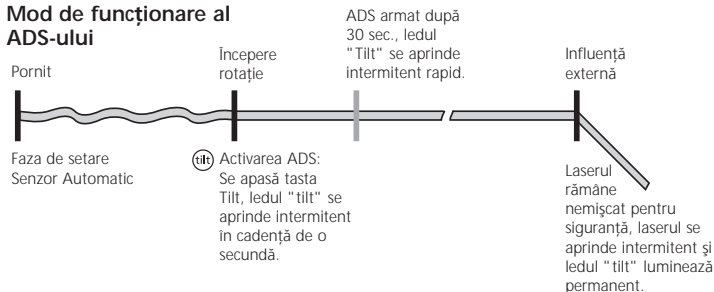 Mod de funcționare al
ADS-ului
Pornit
Începere
rotație
ADS armat după
30 sec., ledul
"Tilt" se aprinde
intermitent rapid.
Influență
externă
Faza de setare
Senzor Automatic
tilt
Activarea ADS:
Se apasă tasta
Tilt, ledul "tilt" se
aprinde intermitent
în cadență de o
secundă.
Laserul
rămâne
nemişcat pentru
siguranță, laserul se
aprinde intermitent şi
ledul "tilt" luminează
permanent.